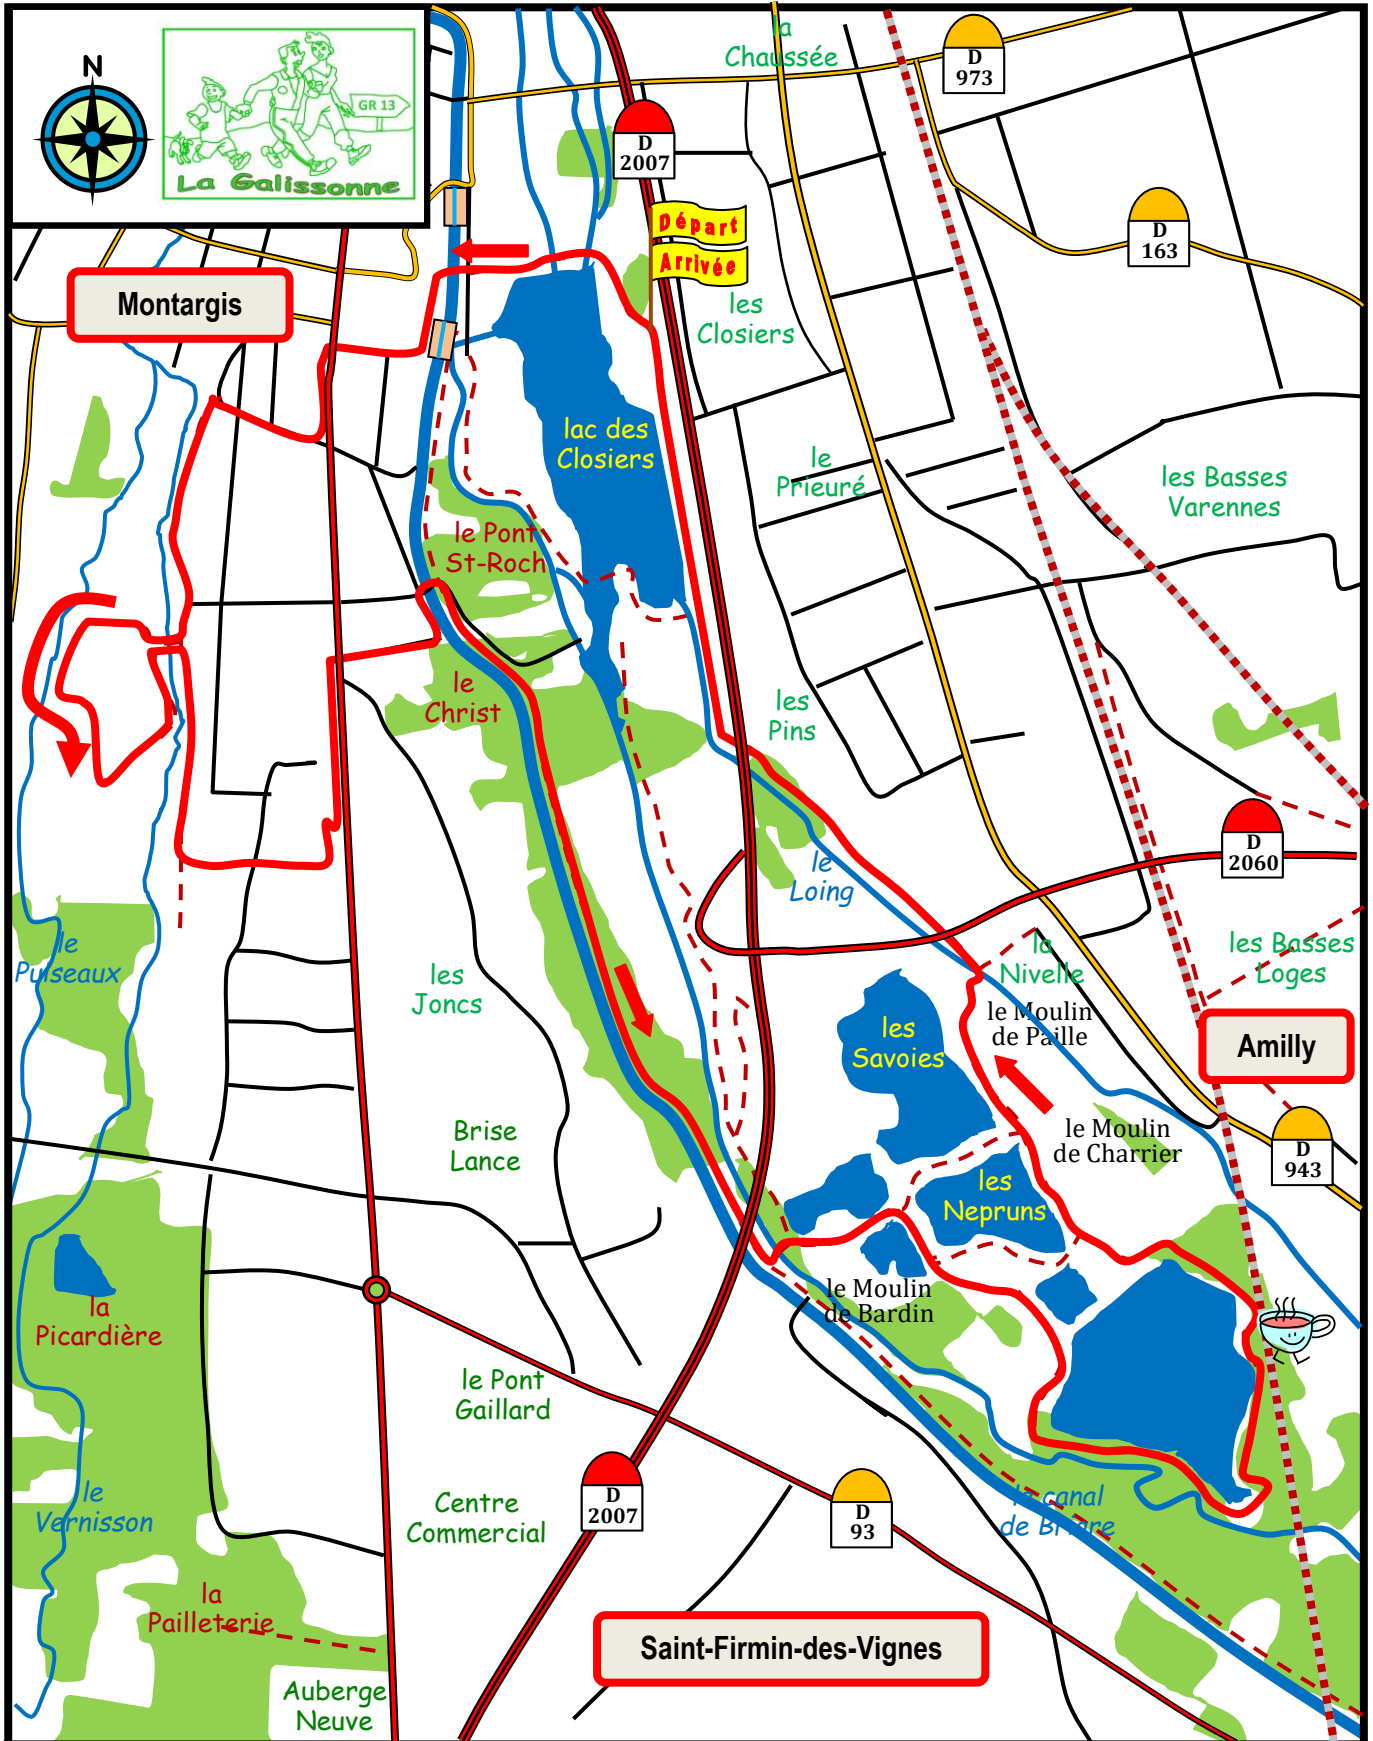 N
GR 13
La Galissonne
la
Chaussée
D
973
D
2007
D
163
Départ
Arrivée
Montargis
les
Closiers
lac des
Closiers
le
Prieuré
les Basses
Varennes
le Pont
St-Roch
le
Christ
les
Pins
D
2060
le
Loing
le
Puiseaux
les
Joncs
la
Nivelle
les Basses
Loges
le Moulin
de Paille
les
Savoies
Amilly
Brise
Lance
le Moulin
de Charrier
D
943
les
Nepruns
le Moulin
de Bardin
la
Picardière
le Pont
Gaillard
le
Vernisson
Centre
Commercial
D
2007
D
93
le canal
de Briare
la
Pailleterie
Saint-Firmin-des-Vignes
Auberge
Neuve